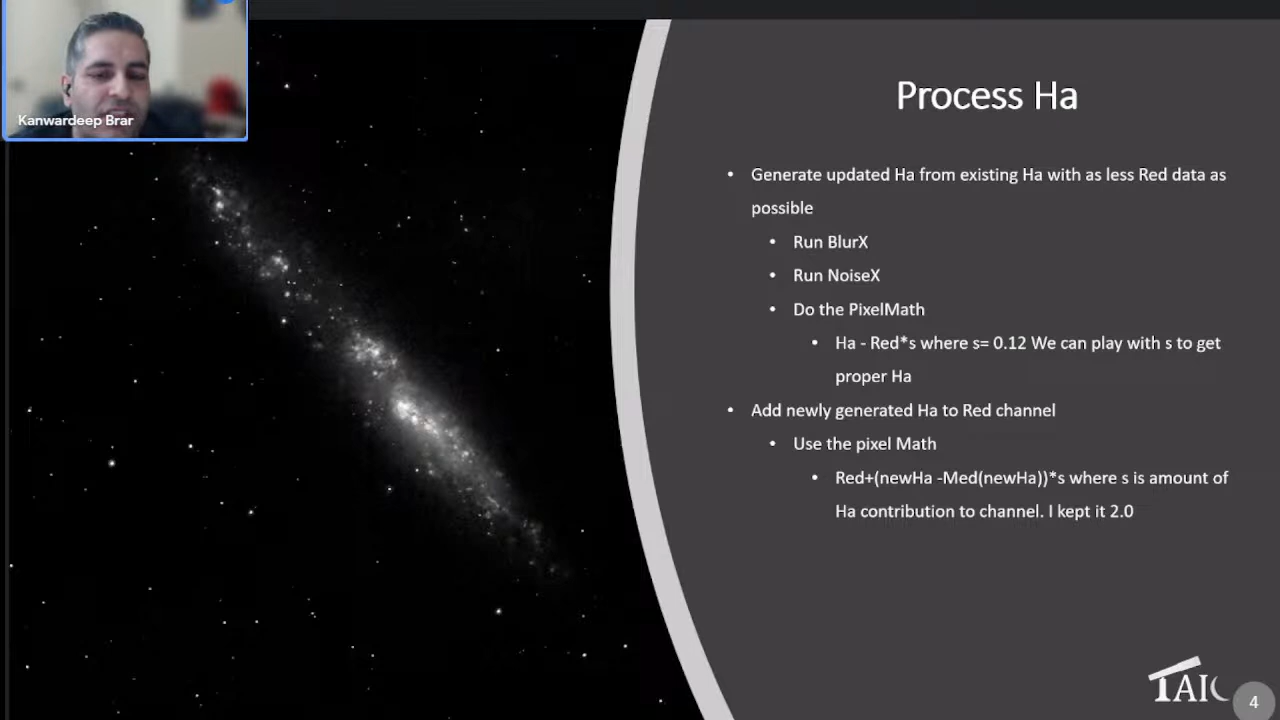 Kanwardeep Brar
Process Ha
• Generate updated Ha from existing Ha with as less Red data as
possible
• Run BlurX
• Run NoiseX
• Do the PixelMath
• Ha - Red*s where s= 0.12 We can play with s to get
proper Ha
• Add newly generated Ha to Red channel
• Use the pixel Math
• Red+(newHa -Med(newHa))*s where s is amount of
Ha contribution to channel. I kept it 2.0
TAIC
4